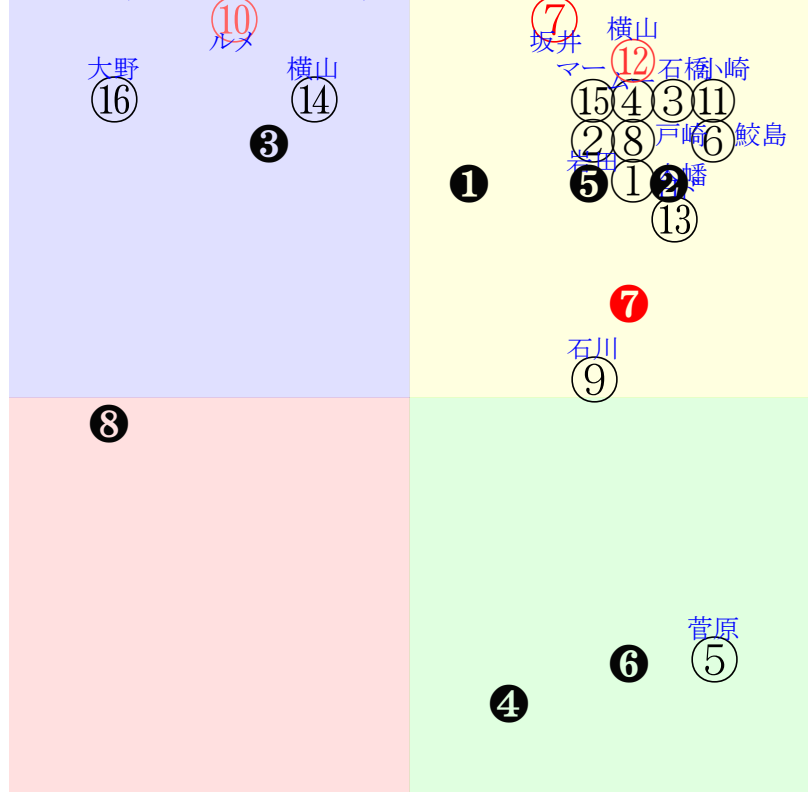 ⑩
⑦
ルメ
坂井
横山
⑫
大野
横山
マー
石橋
小崎
⑯
⑭
⑮
④
③
⑪
❸
②
⑧
戸崎
⑥
鮫島
岩田
❶
❺
①
❷
⑬
❼
石川
⑨
❽
菅原
⑤
❻
❹